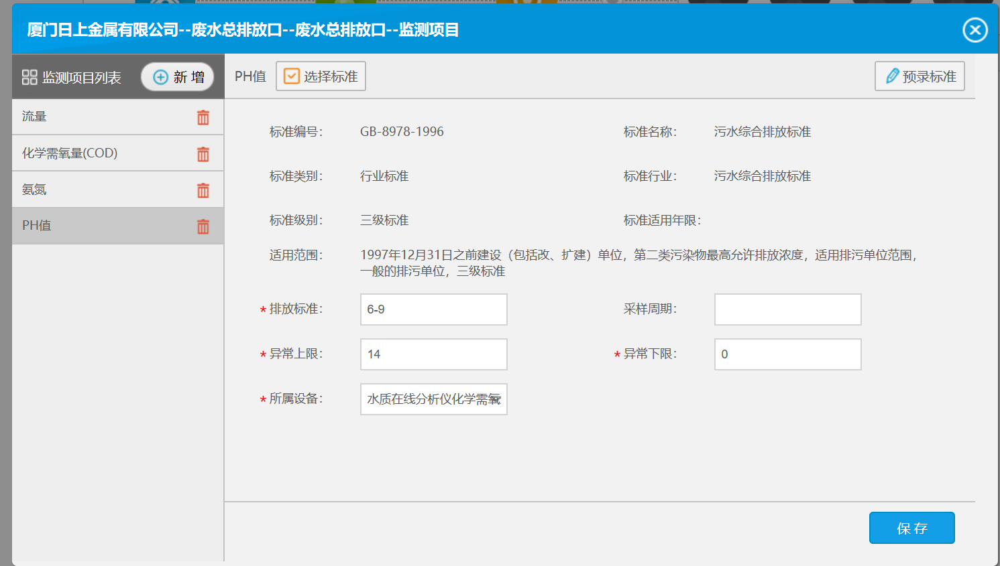 厦门日上金属有限公司--废水总排放口--废水总排放口--监测项目
监测项目列表
新 增
PH值
选择标准
预录标准
流量
化学需氧量(COD)
氨氮
PH值
标准编号：
GB-8978-1996
标准名称：
污水综合排放标准
标准类别：
行业标准
标准行业：
污水综合排放标准
标准级别：
三级标准
标准适用年限：
适用范围：
1997年12月31日之前建设（包括改、扩建）单位，第二类污染物最高允许排放浓度，适用排污单位范围，
一般的排污单位，三级标准
* 排放标准：
6-9
采样周期：
* 异常上限：
14
* 异常下限：
0
* 所属设备：
水质在线分析仪化学需氧
保 存